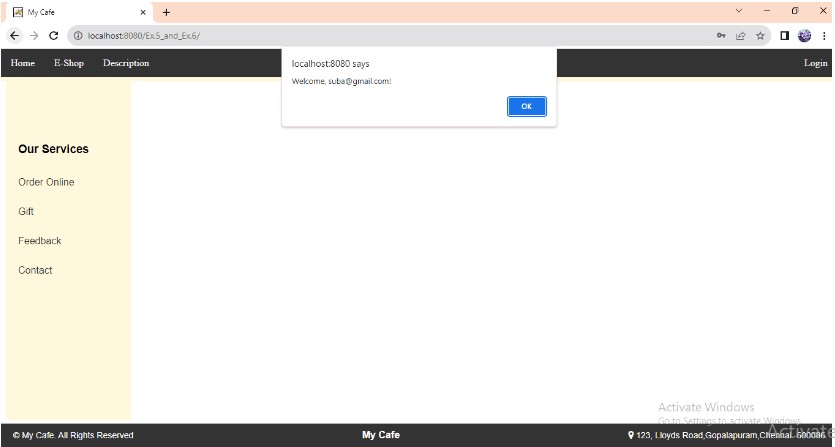 My Cafe
localhost:8080/Ex.5_and_Ex.6/
Home E-Shop Description Login
localhost:8080 says
Welcome, suba@gmail.com!
OK
Our Services
Order Online
Gift
Feedback
Contact
Activate Windows
Go to Settings to activate Windows.
Activate
© My Cafe. All Rights Reserved My Cafe 123, Lloyds Road,Gopalapuram,Chennai-600086